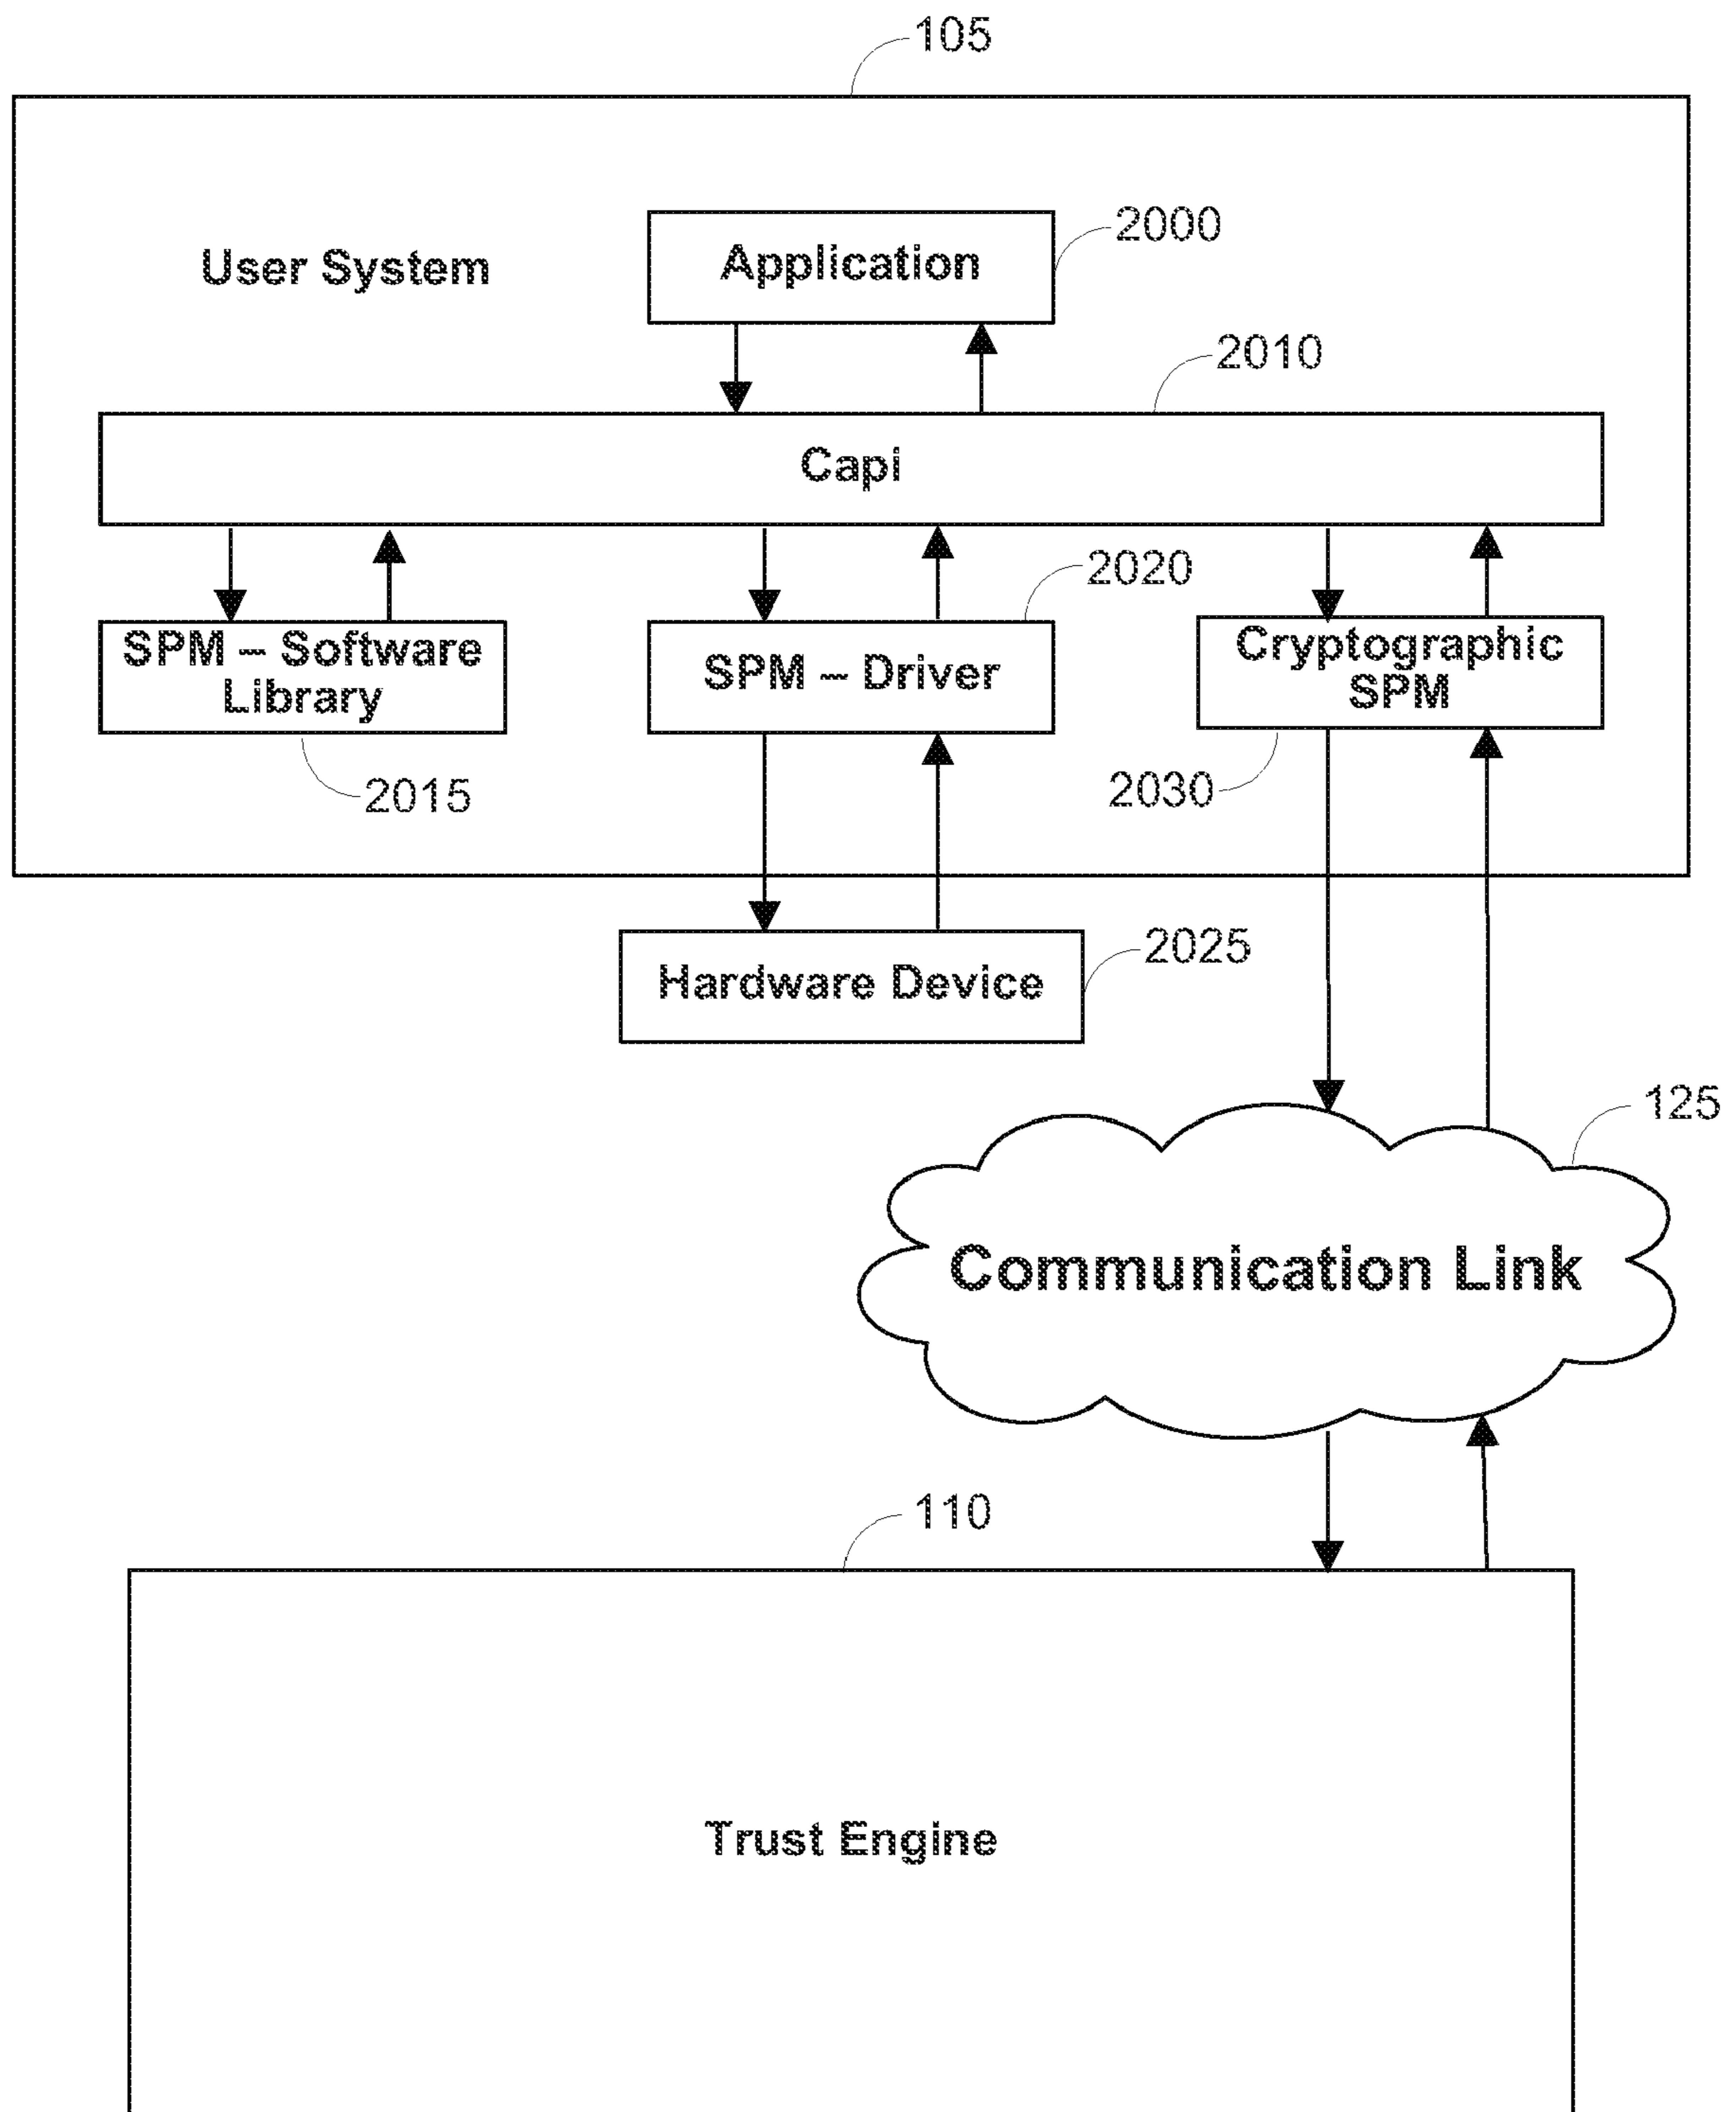 105
User System
Application
2000
2010
Capi
2020
SPM – Software
Library
SPM – Driver
Cryptographic
SPM
2015
2030
Hardware Device
2025
125
Communication Link
110
Trust Engine